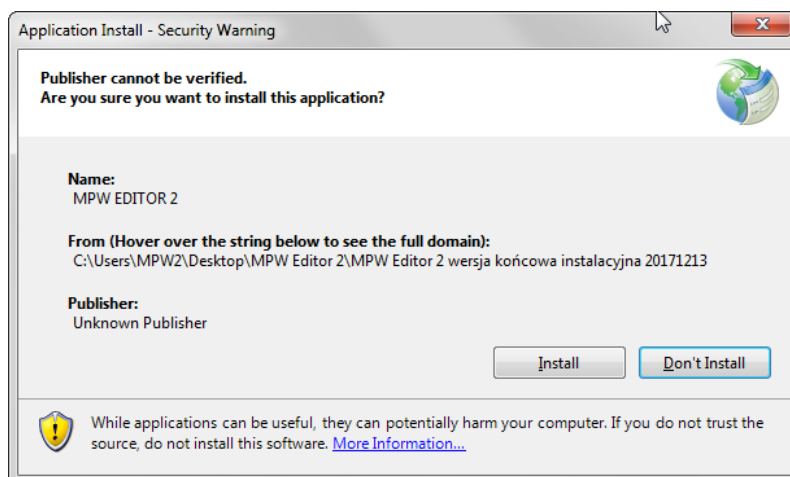 Application Install - Security Warning
Publisher cannot be verified.
Are you sure you want to install this application?
Name:
MPW EDITOR 2
From (Hover over the string below to see the full domain):
C:\Users\MPW2\Desktop\MPW Editor 2\MPW Editor 2 wersja końcowa instalacyjna 20171213
Publisher:
Unknown Publisher
Install
Don't Install
While applications can be useful, they can potentially harm your computer. If you do not trust the
source, do not install this software. More Information...